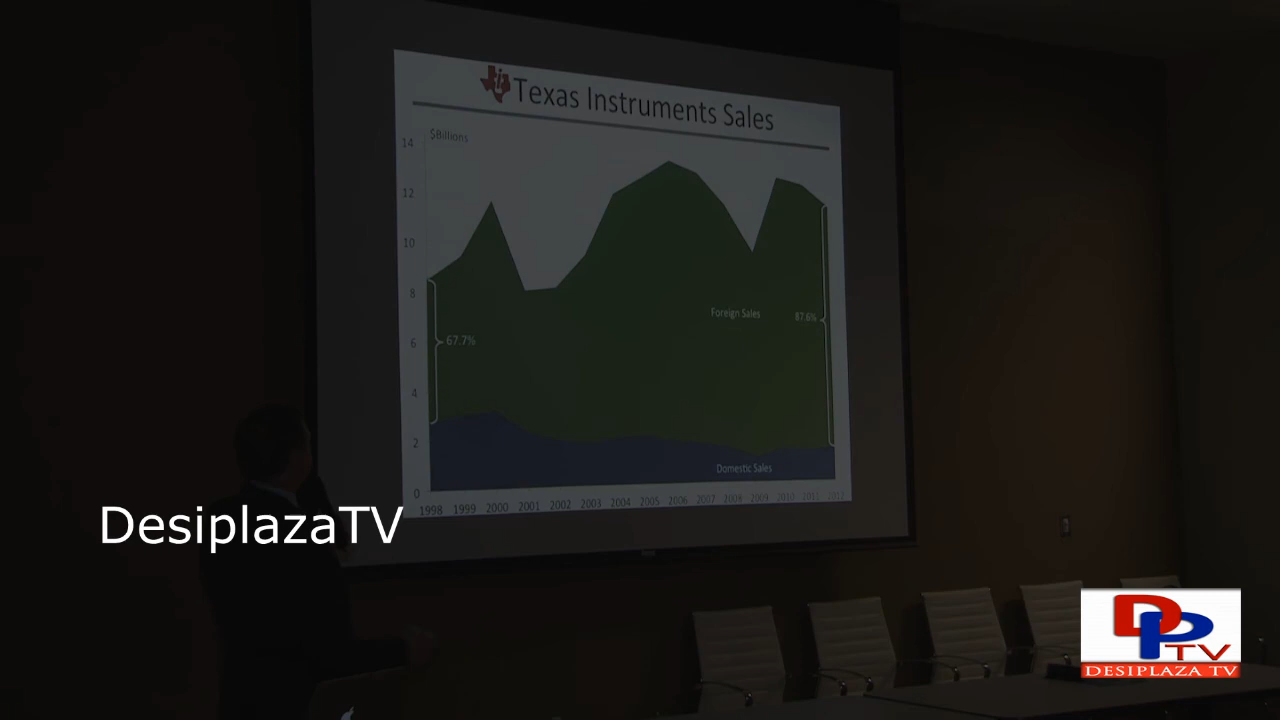 Texas Instruments Sales
$Billions
14
12
10
8
6
4
2
0
67.7%
Foreign Sales
87.6%
Domestic Sales
1998 1999 2000 2001 2002 2003 2004 2005 2006 2007 2008 2009 2010 2011 2012
DesiplazaTV
DP
TV
DESIPLAZA TV